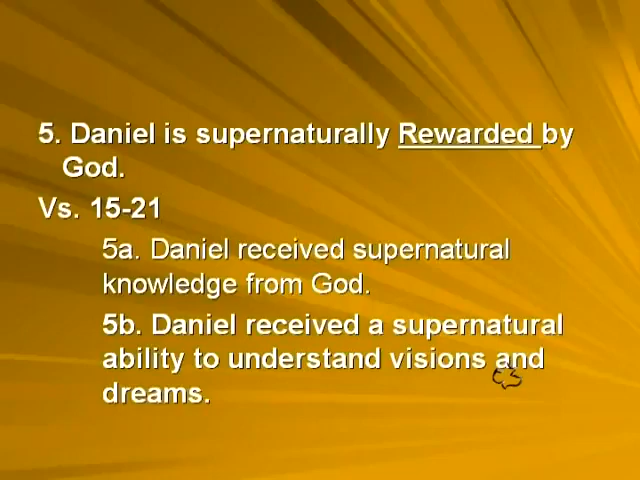 5. Daniel is supernaturally Rewarded by
God.
Vs. 15-21
5a. Daniel received supernatural
knowledge from God.
5b. Daniel received a supernatural
ability to understand visions and
dreams.